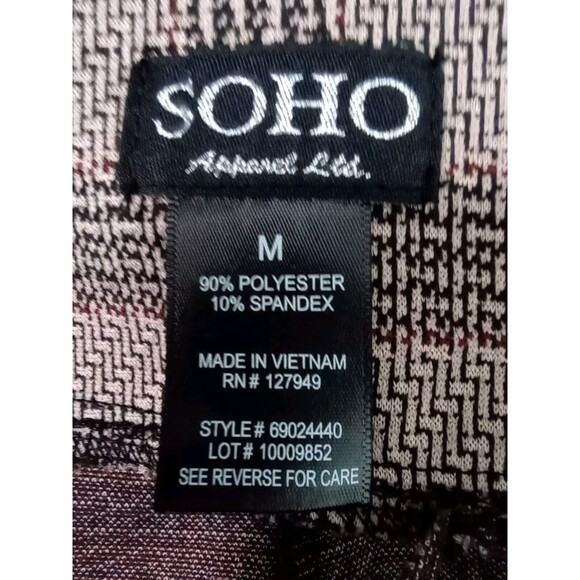 SOHO
Apparel Ltd.
M
90% POLYESTER
10% SPANDEX
MADE IN VIETNAM
RN# 127949
STYLE# 69024440
LOT# 10009852
SEE REVERSE FOR CARE